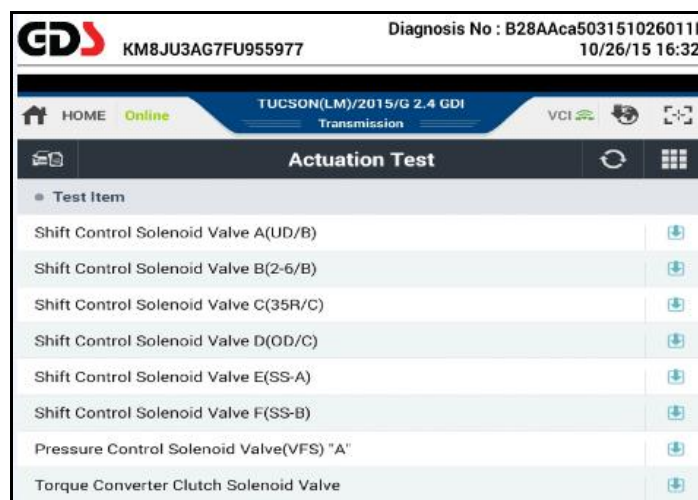 GDS KM8JU3AG7FU955977 Diagnosis No : B28AAca503151026011
10/26/15 16:32
HOME Online TUCSON(LM)/2015/G 2.4 GDI VCI
Transmission
Actuation Test
Test Item
Shift Control Solenoid Valve A(UD/B)
Shift Control Solenoid Valve B(2-6/B)
Shift Control Solenoid Valve C(35R/C)
Shift Control Solenoid Valve D(OD/C)
Shift Control Solenoid Valve E(SS-A)
Shift Control Solenoid Valve F(SS-B)
Pressure Control Solenoid Valve(VFS) "A"
Torque Converter Clutch Solenoid Valve